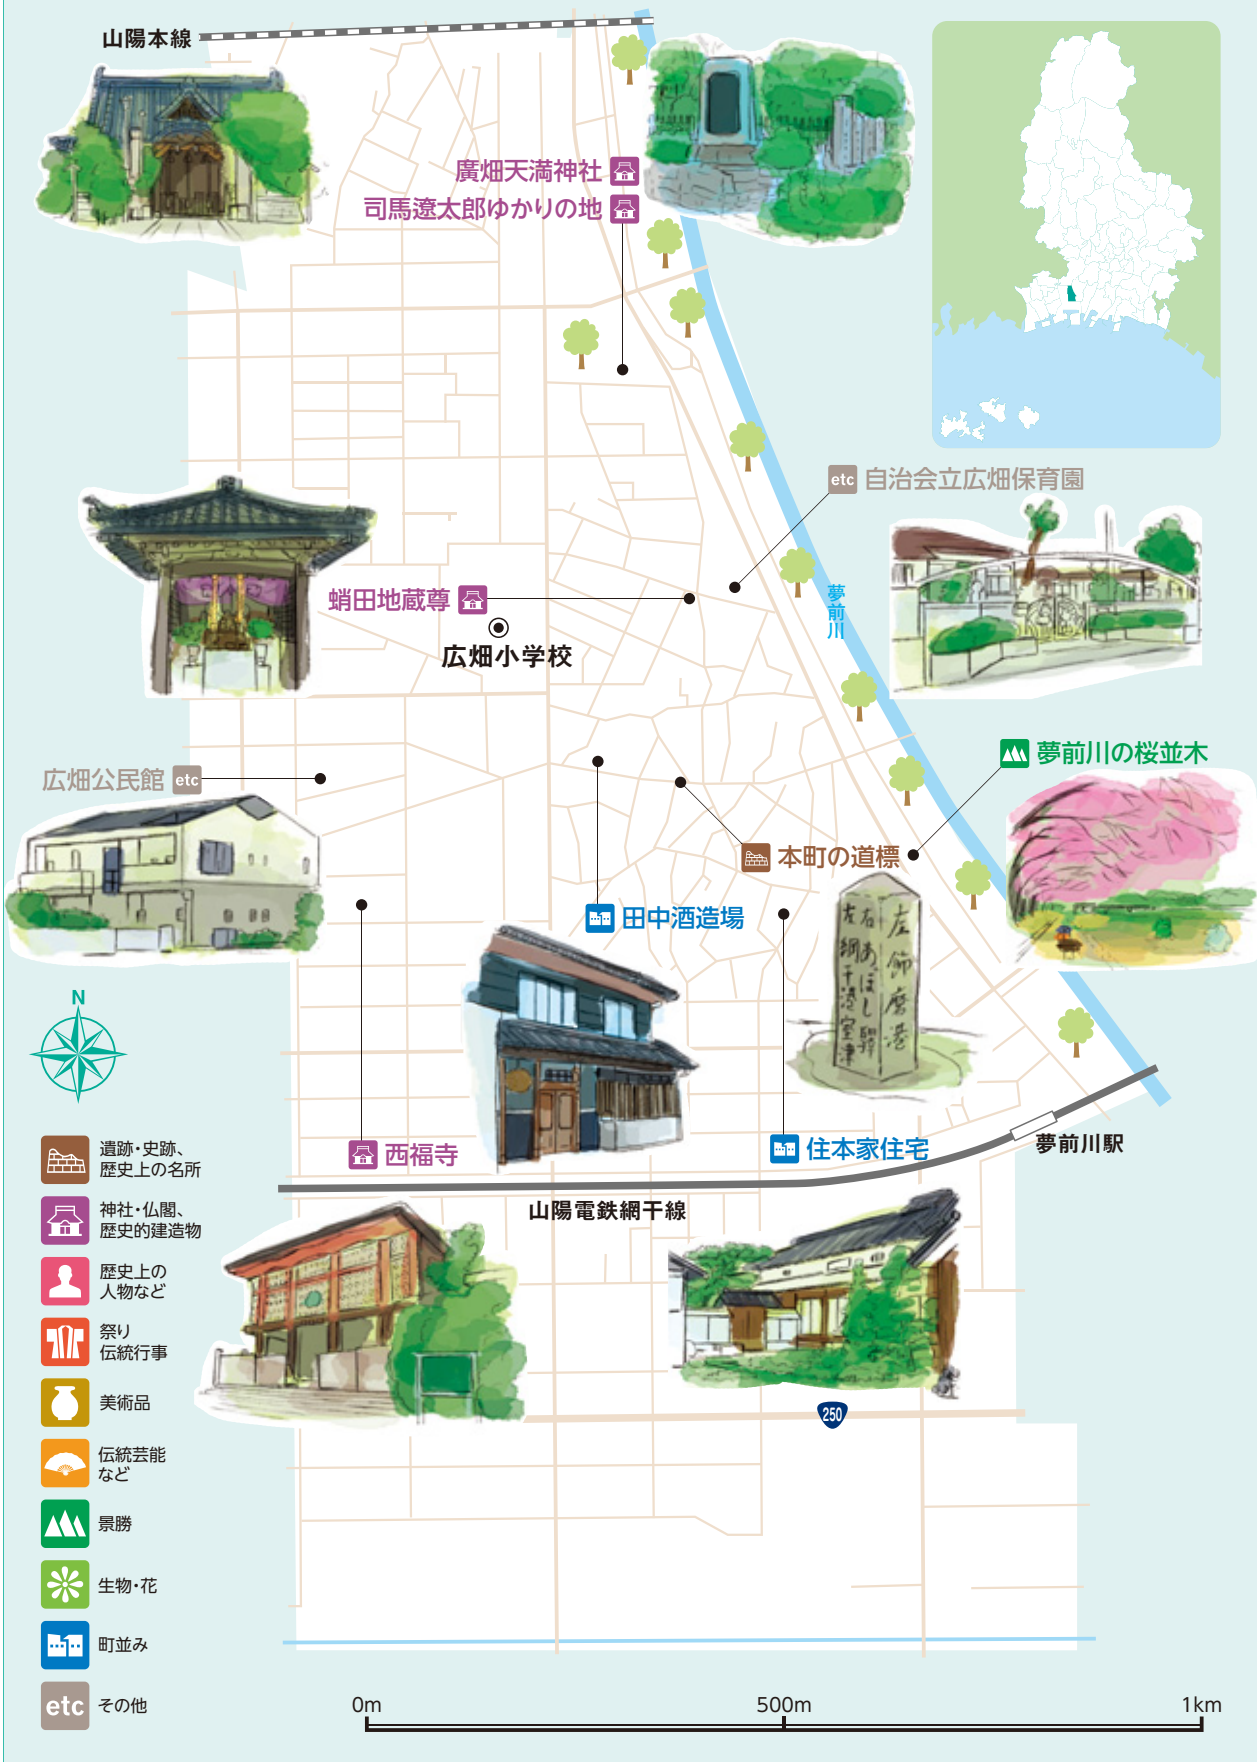 山陽本線
廣畑天満神社
司馬遼太郎ゆかりの地
etc 自治会立広畑保育園
蛸田地蔵尊
広畑小学校
夢前川
夢前川の桜並木
広畑公民館 etc
本町の道標
田中酒造場
左 飾磨港
右 あぼし
左 網干港室津
N
西福寺
住本家住宅
夢前川駅
山陽電鉄網干線
250
遺跡・史跡、
歴史上の名所
神社・仏閣、
歴史的建造物
歴史上の
人物など
祭り
伝統行事
美術品
伝統芸能
など
景勝
生物・花
町並み
etc その他
0m 500m 1km